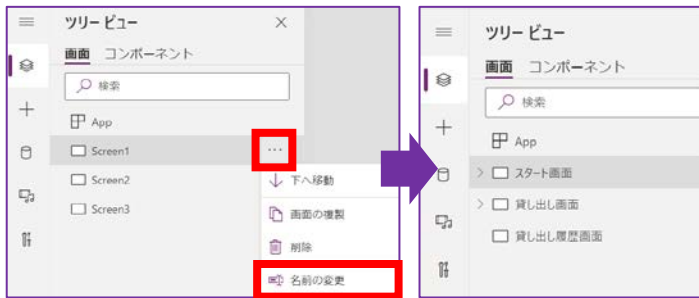 ツリー ビュー
画面 コンポーネント
検索
App
Screen1
Screen2
Screen3
下へ移動
画面の複製
削除
名前の変更
ツリー ビュー
画面 コンポーネント
検索
App
スタート画面
貸し出し画面
貸し出し履歴画面